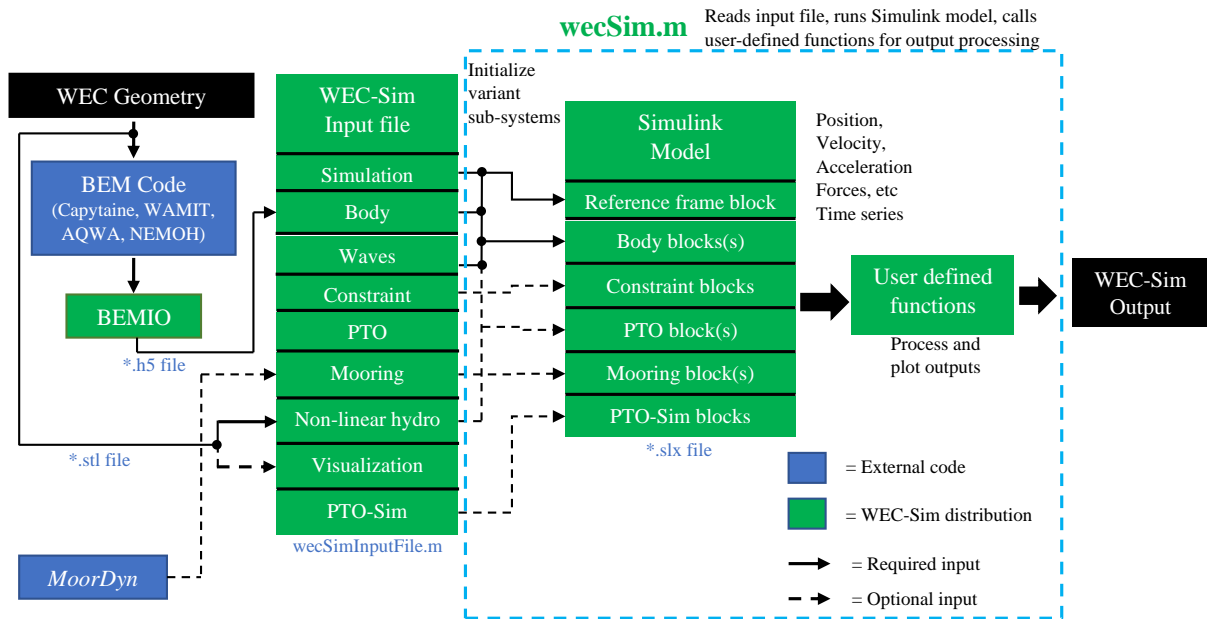 wecSim.m
Reads input file, runs Simulink model, calls
user-defined functions for output processing
WEC Geometry
BEM Code
(Capytaine, WAMIT,
AQWA, NEMOH)
BEMIO
*.h5 file
*.stl file
MoorDyn
WEC-Sim
Input file
Simulation
Body
Waves
Constraint
PTO
Mooring
Non-linear hydro
Visualization
PTO-Sim
wecSimInputFile.m
Initialize
variant
sub-systems
Simulink
Model
Reference frame block
Body blocks(s)
Constraint blocks
PTO block(s)
Mooring block(s)
PTO-Sim blocks
*.slx file
Position,
Velocity,
Acceleration
Forces, etc
Time series
User defined
functions
Process and
plot outputs
WEC-Sim
Output
= External code
= WEC-Sim distribution
= Required input
= Optional input